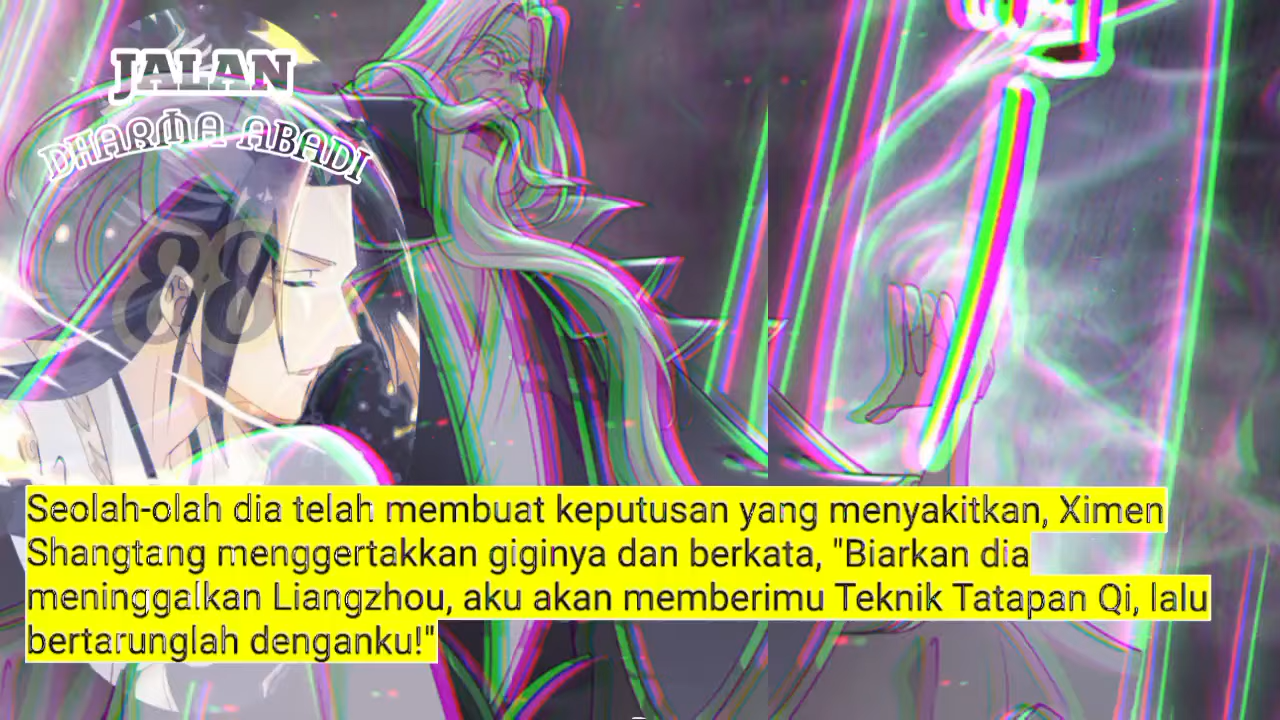 JALAN
DHARMA ABADI
88
Seolah-olah dia telah membuat keputusan yang menyakitkan, Ximen
Shangtang menggertakkan giginya dan berkata, "Biarkan dia
meninggalkan Liangzhou, aku akan memberimu Teknik Tatapan Qi, lalu
bertarunglah denganku!"